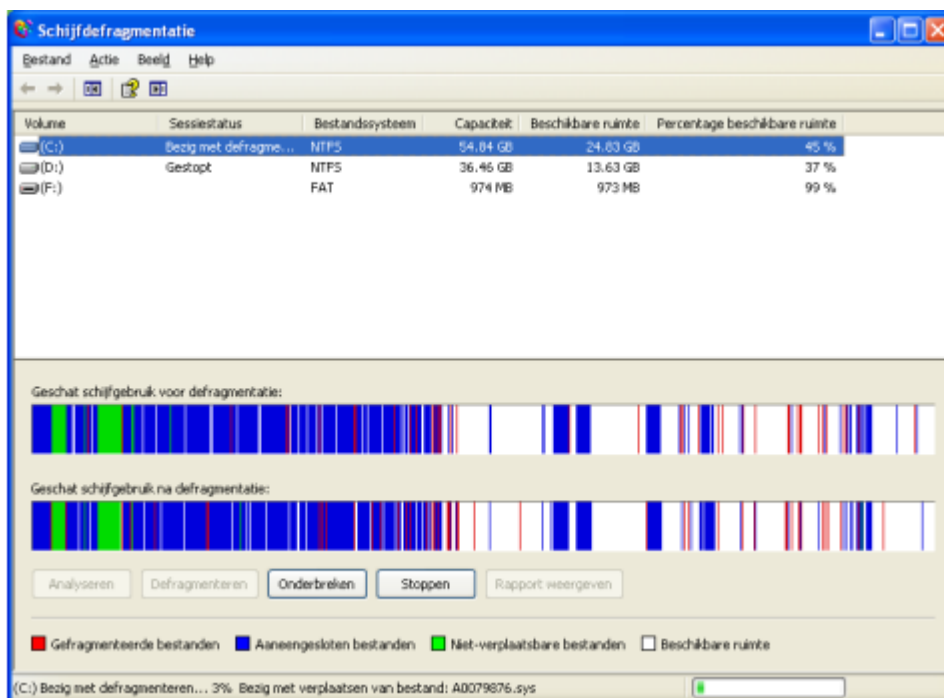 Schijfdefragmentatie
Bestand Actie Beeld Help
Volume Sessiestatus Bestandssysteem Capaciteit Beschikbare ruimte Percentage beschikbare ruimte
(C:) Bezig met defragme... NTFS 54.84 GB 24.83 GB 45 %
(D:) Gestopt NTFS 36.46 GB 13.63 GB 37 %
(F:) FAT 974 MB 973 MB 99 %
Geschat schijfgebruik voor defragmentatie:
Geschat schijfgebruik na defragmentatie:
Analyseren Defragmenteren Onderbreken Stoppen Rapport weergeven
Gefragmenteerde bestanden Aaneengesloten bestanden Niet-verplaatsbare bestanden Beschikbare ruimte
(C:) Bezig met defragmenteren... 3% Bezig met verplaatsen van bestand: A0079876.sys